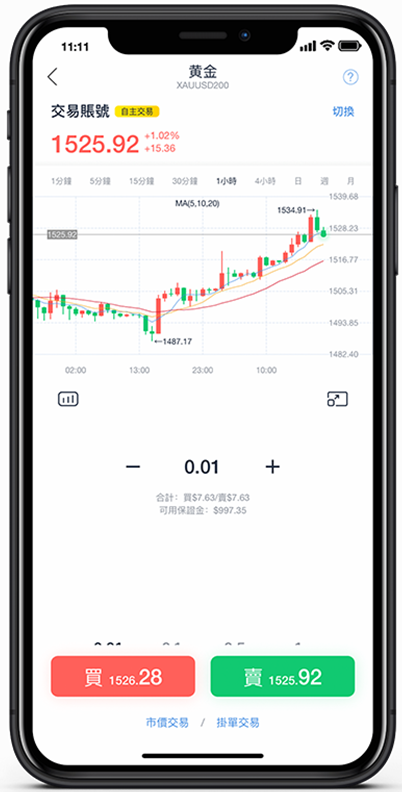 11:11
黄金
XAUUSD200
?
交易賬號 自主交易 切換
1525.92 +1.02%
+15.36
1分鐘 5分鐘 15分鐘 30分鐘 1小時 4小時 日 週 月
MA(5,10,20)
1539.68
1534.91→
1528.23
1525.92
1516.77
1505.31
1493.85
←1487.17
1482.40
02:00 13:00 23:00 10:00
− 0.01 +
合計：買$7.63/賣$7.63
可用保證金：$997.35
買 1526.28 賣 1525.92
市價交易 / 掛單交易